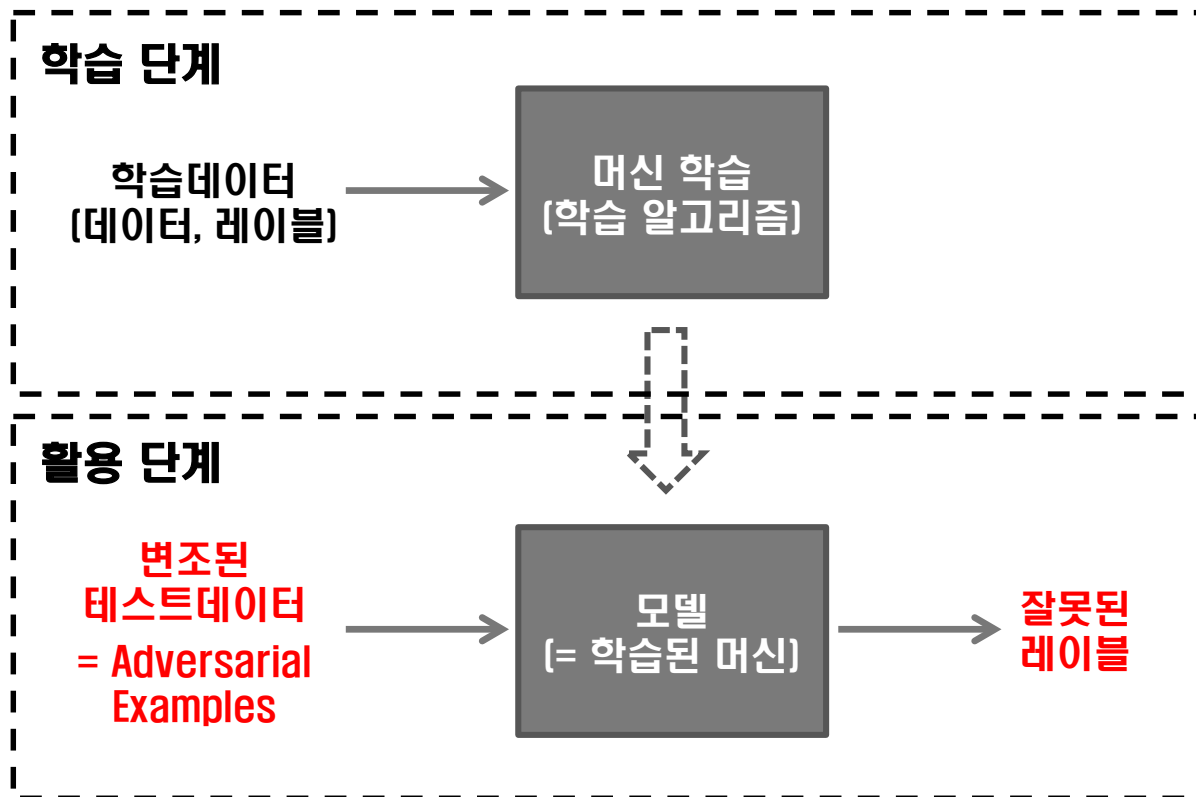 학습 단계
학습데이터
(데이터, 레이블)
머신 학습
(학습 알고리즘)
활용 단계
변조된
테스트데이터
= Adversarial
Examples
모델
(= 학습된 머신)
잘못된
레이블